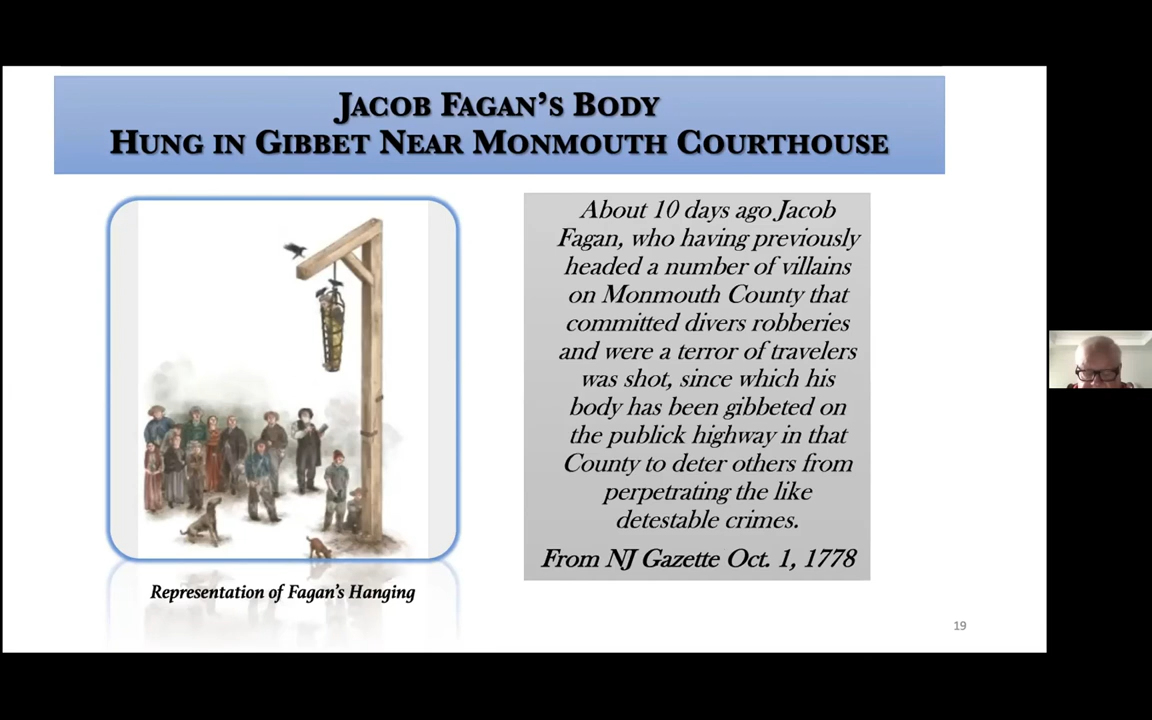 Jacob Fagan's Body
Hung in Gibbet Near Monmouth Courthouse
About 10 days ago Jacob
Fagan, who having previously
headed a number of villains
on Monmouth County that
committed divers robberies
and were a terror of travelers
was shot, since which his
body has been gibbeted on
the publick highway in that
County to deter others from
perpetrating the like
detestable crimes.
From NJ Gazette Oct. 1, 1778
Representation of Fagan's Hanging
19